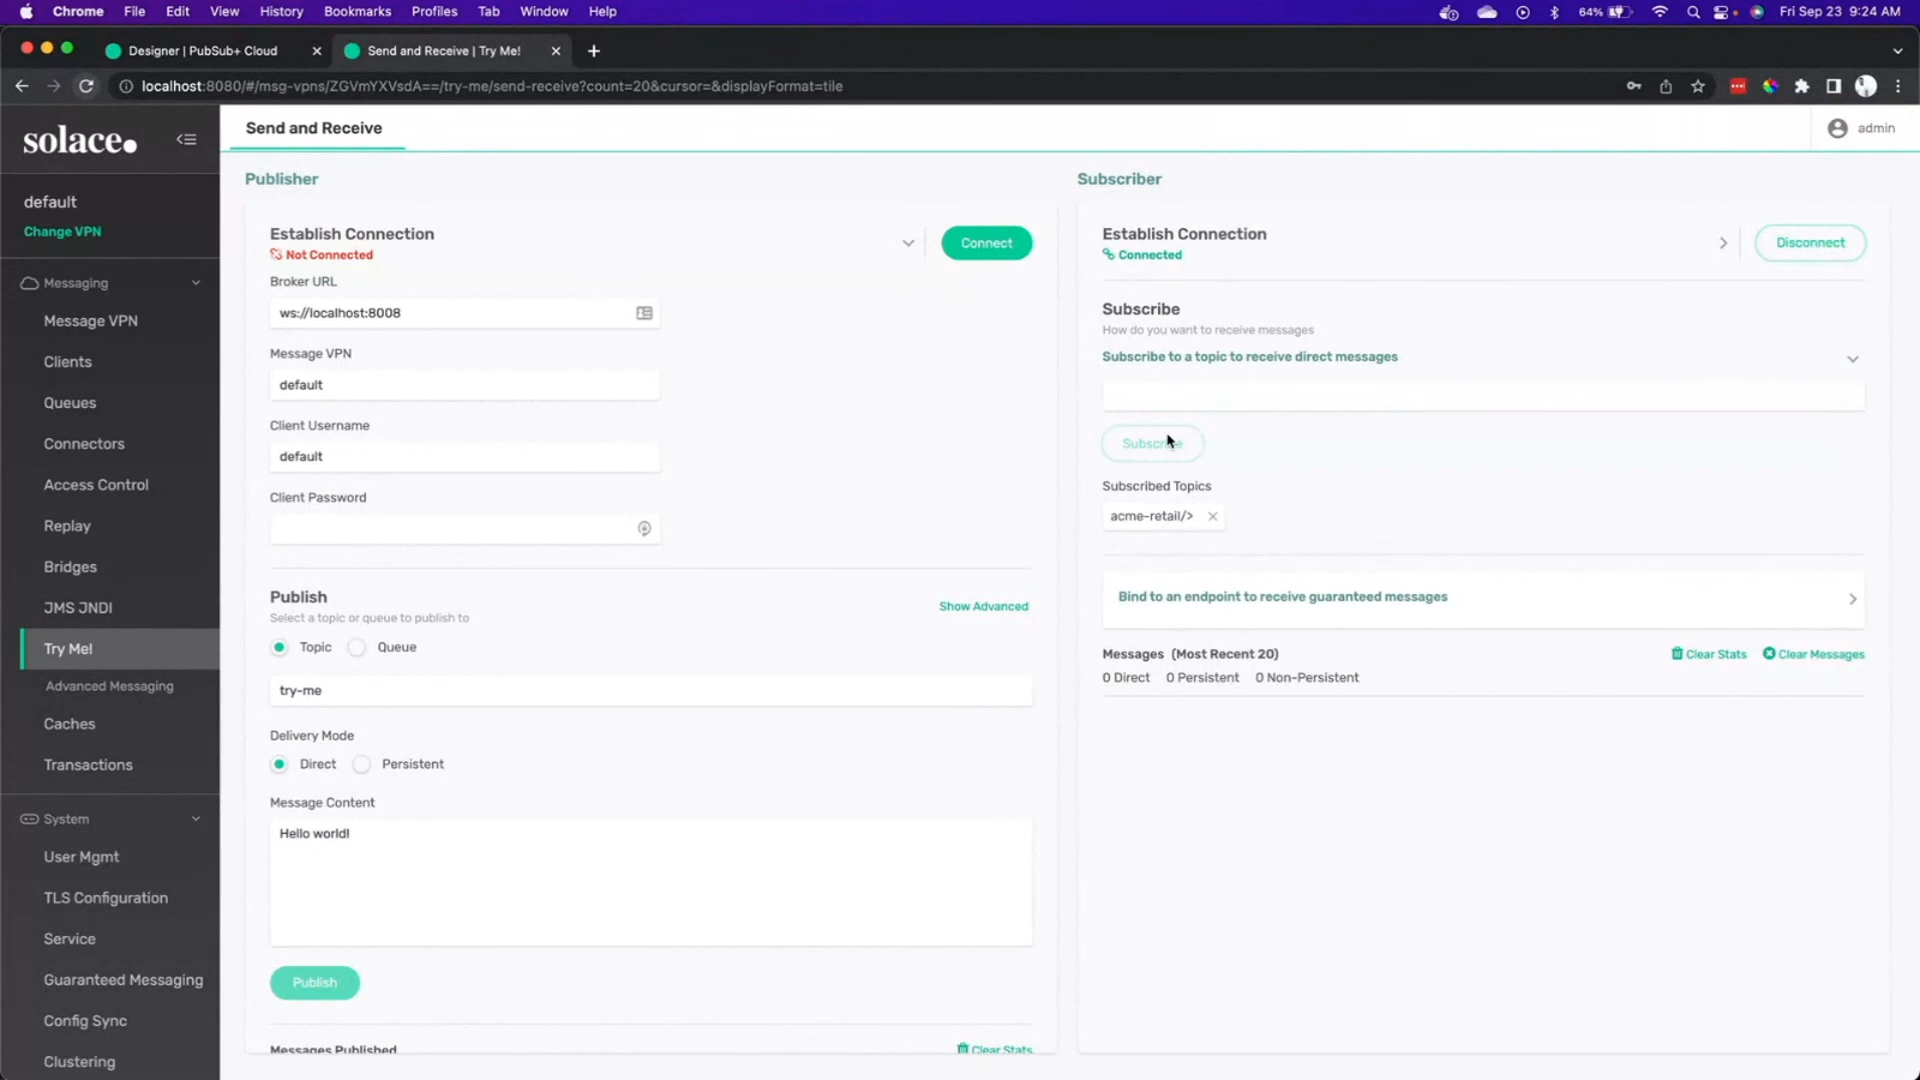 Chrome File Edit View History Bookmarks Profiles Tab Window Help 64% Fri Sep 23 9:24 AM
Designer | PubSub+ Cloud
Send and Receive | Try Me!
localhost:8080/#/msg-vpns/ZGVmYXVsdA==/try-me/send-receive?count=20&cursor=&displayFormat=tile
solace.
Send and Receive
admin
default
Change VPN
Messaging
Message VPN
Clients
Queues
Connectors
Access Control
Replay
Bridges
JMS JNDI
Try Me!
Advanced Messaging
Caches
Transactions
System
User Mgmt
TLS Configuration
Service
Guaranteed Messaging
Config Sync
Clustering
Publisher
Establish Connection
Not Connected
Connect
Broker URL
ws://localhost:8008
Message VPN
default
Client Username
default
Client Password
Publish
Select a topic or queue to publish to
Show Advanced
Topic Queue
try-me
Delivery Mode
Direct Persistent
Message Content
Hello world!
Publish
Messages Published
Clear Stats
Subscriber
Establish Connection
Connected
Disconnect
Subscribe
How do you want to receive messages
Subscribe to a topic to receive direct messages
Subscribe
Subscribed Topics
acme-retail/>
Bind to an endpoint to receive guaranteed messages
Messages (Most Recent 20)
Clear Stats Clear Messages
0 Direct 0 Persistent 0 Non-Persistent